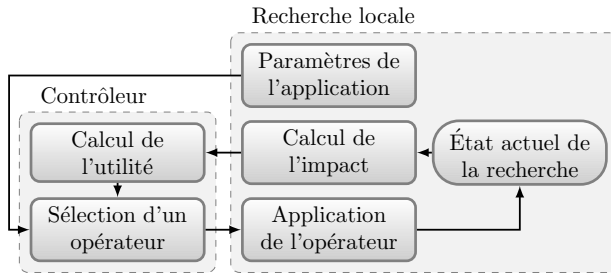 Recherche locale
Paramètres de
l'application
Contrôleur
Calcul de
l'utilité
Calcul de
l'impact
État actuel de
la recherche
Sélection d'un
opérateur
Application
de l'opérateur